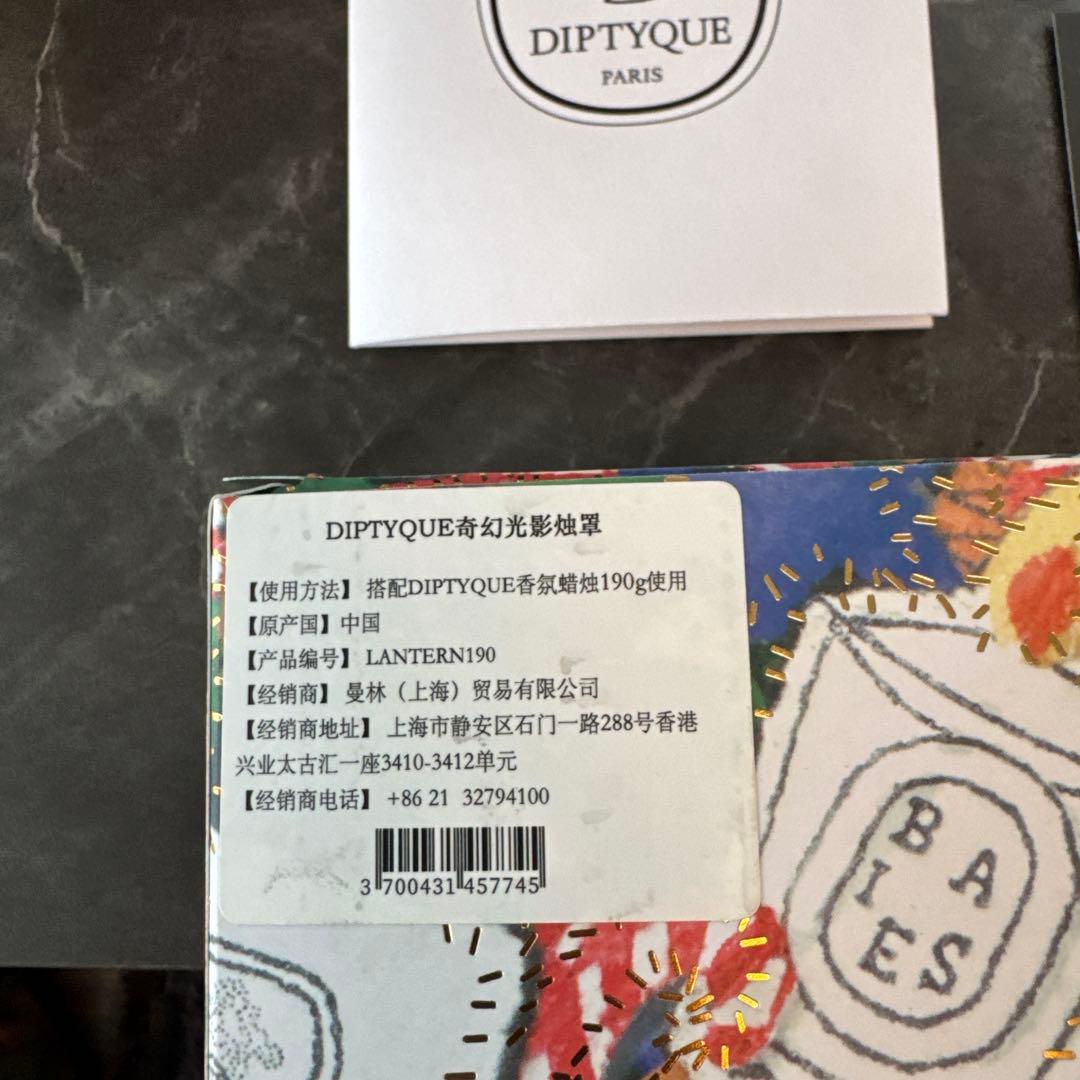 DIPTYQUE
PARIS
DIPTYQUE奇幻光影烛罩
【使用方法】 搭配DIPTYQUE香氛蜡烛190g使用
【原产国】中国
【产品编号】 LANTERN190
【经销商】 曼林（上海）贸易有限公司
【经销商地址】 上海市静安区石门一路288号香港
兴业太古汇一座3410-3412单元
【经销商电话】 +86 21 32794100
3 700431 457745
BAIES